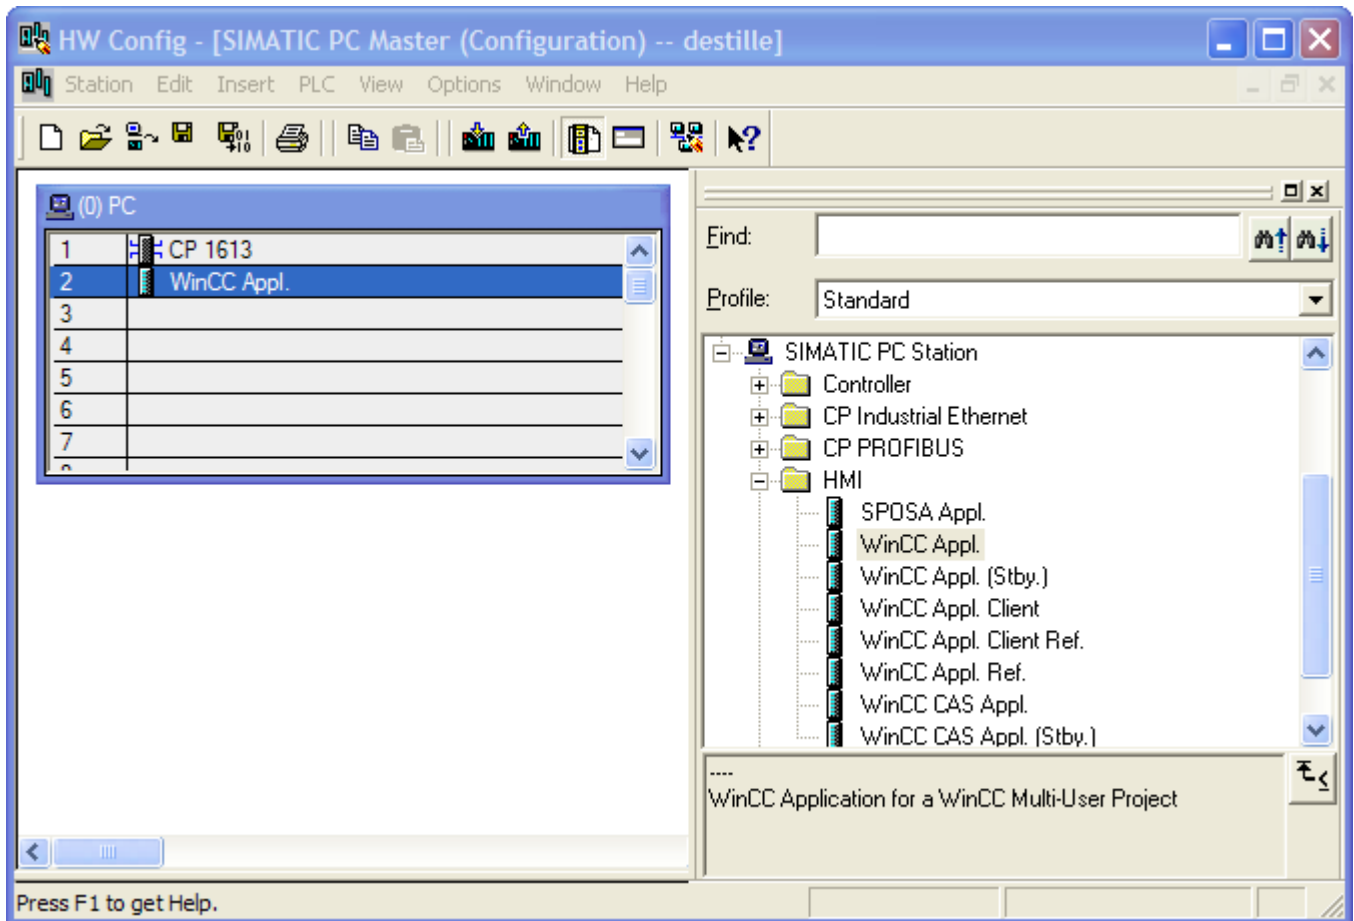 HW Config - [SIMATIC PC Master (Configuration) -- destille]
Station Edit Insert PLC View Options Window Help
(0) PC
1 CP 1613
2 WinCC Appl.
3
4
5
6
7
Find:
Profile: Standard
SIMATIC PC Station
Controller
CP Industrial Ethernet
CP PROFIBUS
HMI
SPOSA Appl.
WinCC Appl.
WinCC Appl. (Stby.)
WinCC Appl. Client
WinCC Appl. Client Ref.
WinCC Appl. Ref.
WinCC CAS Appl.
WinCC CAS Appl. (Stby.)
----
WinCC Application for a WinCC Multi-User Project
Press F1 to get Help.